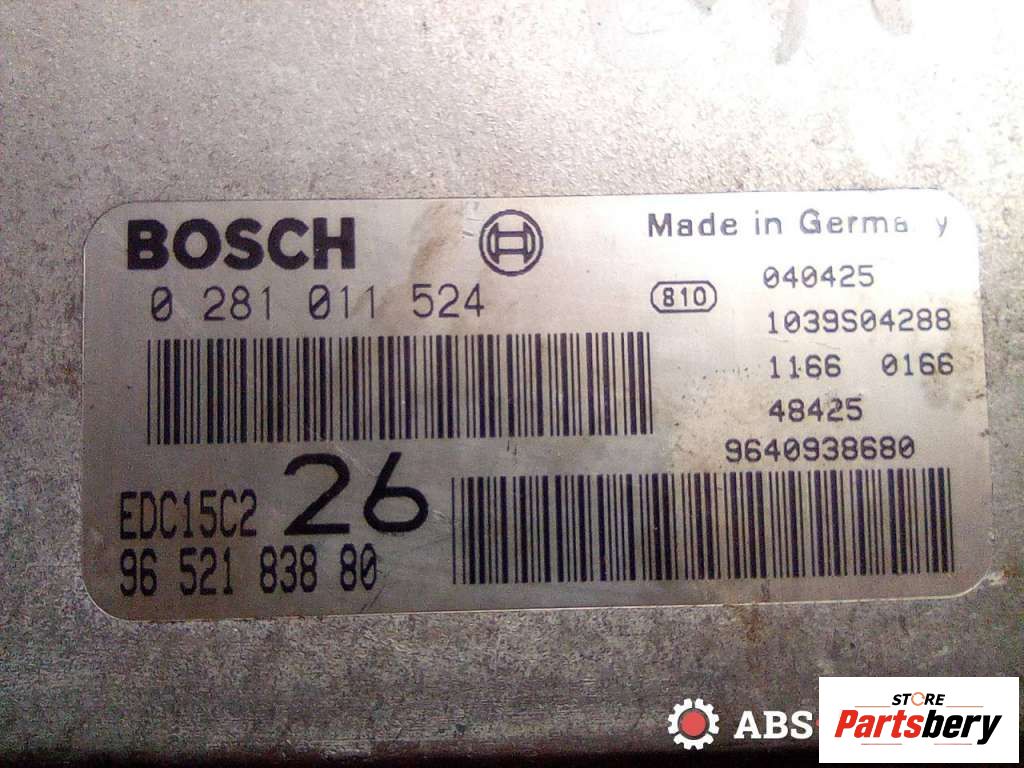 BOSCH
Made in Germa y
0 281 011 524
810
040425
1039S04288
1166 0166
48425
9640938680
EDC15C2 26
96 521 838 80
ABS
STORE
Partsbery